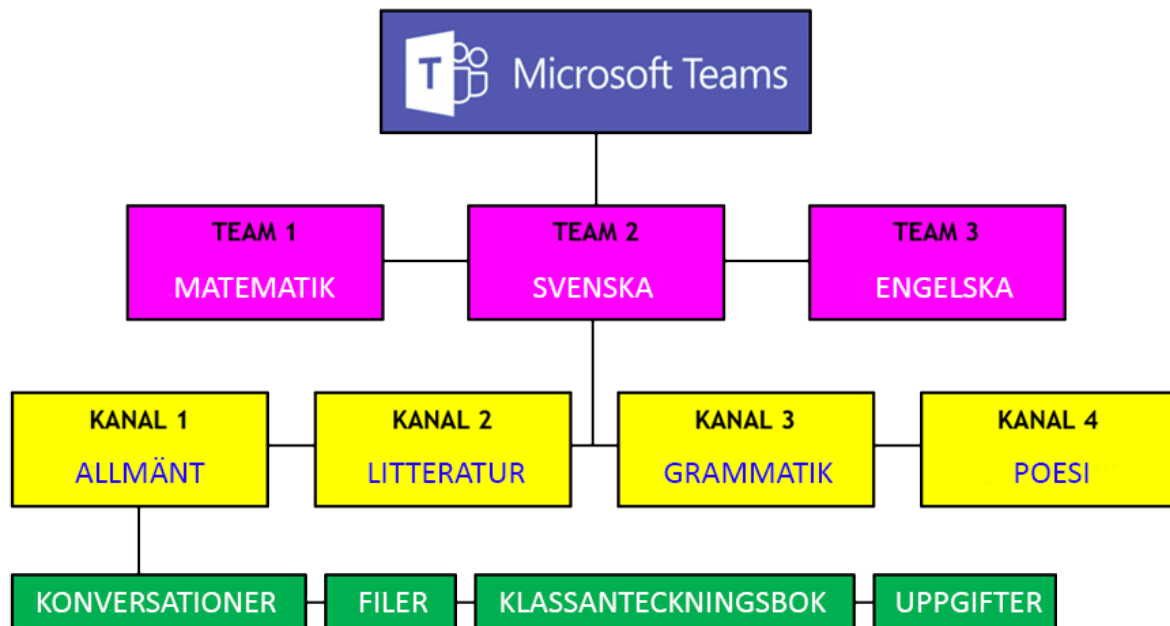 T Microsoft Teams
TEAM 1
MATEMATIK
TEAM 2
SVENSKA
TEAM 3
ENGELSKA
KANAL 1
ALLMÄNT
KANAL 2
LITTERATUR
KANAL 3
GRAMMATIK
KANAL 4
POESI
KONVERSATIONER
FILER
KLASSANTECKNINGSBOK
UPPGIFTER